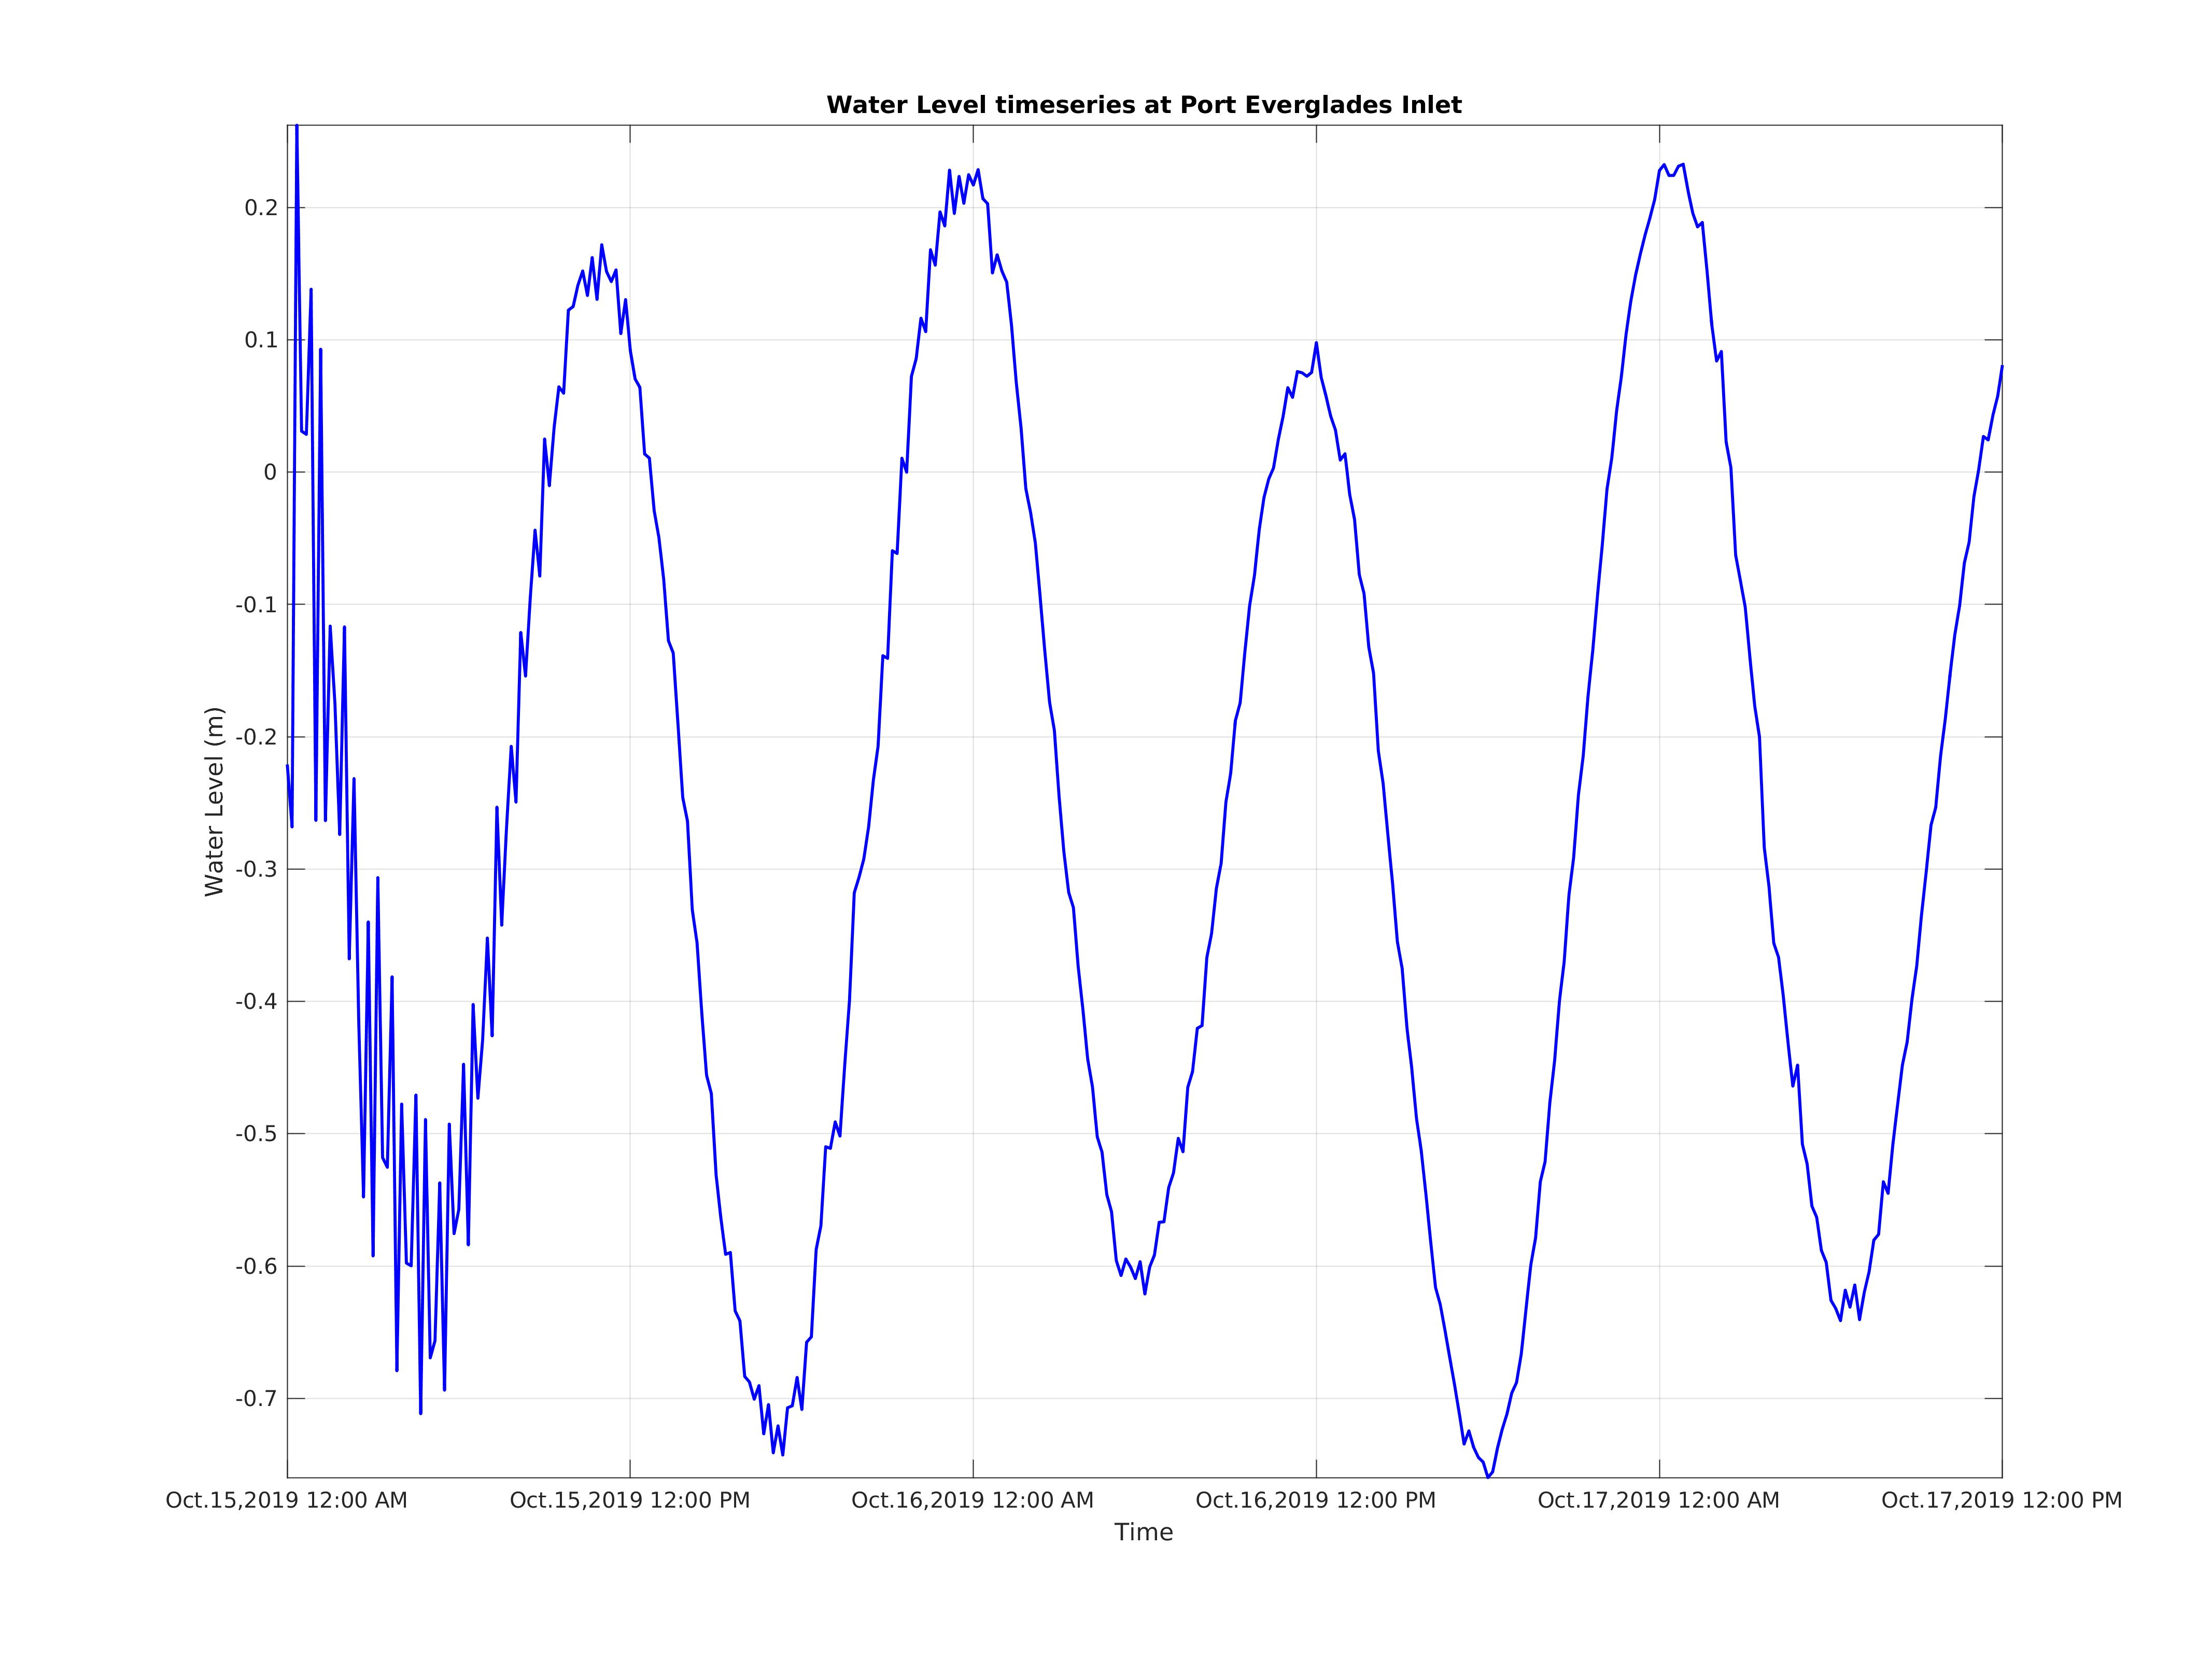 Water Level timeseries at Port Everglades Inlet
0.2
0.1
0
-0.1
-0.2
-0.3
-0.4
-0.5
-0.6
-0.7
Water Level (m)
Oct.15,2019 12:00 AM Oct.15,2019 12:00 PM Oct.16,2019 12:00 AM Oct.16,2019 12:00 PM Oct.17,2019 12:00 AM Oct.17,2019 12:00 PM
Time